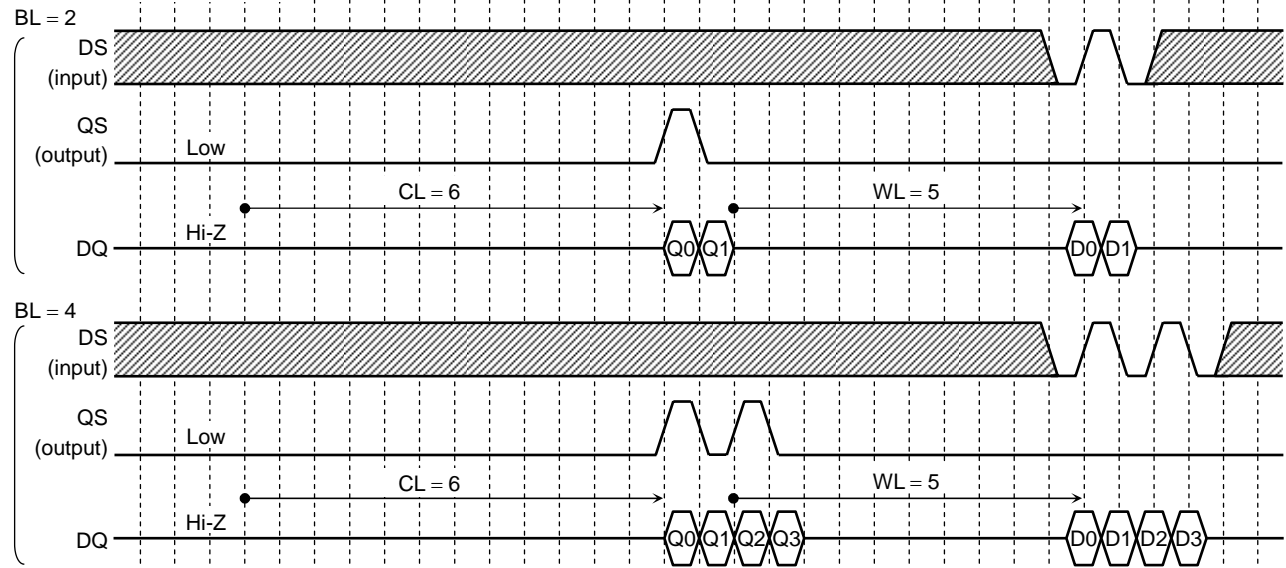 BL = 2
DS
(input)
QS
(output)
Low
CL = 6
WL = 5
Hi-Z
DQ
Q0 Q1
D0 D1
BL = 4
DS
(input)
QS
(output)
Low
CL = 6
WL = 5
Hi-Z
DQ
Q0 Q1 Q2 Q3
D0 D1 D2 D3